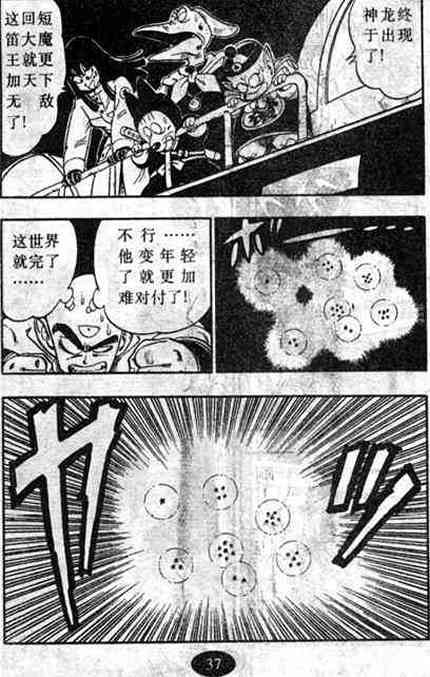 神龙终
于出现
了!
这回短
笛大魔
王就更
加天下
无敌
了!
ボォ
不行……
他变年轻
了就更加
难对付了!
这世界
就完了
……
37